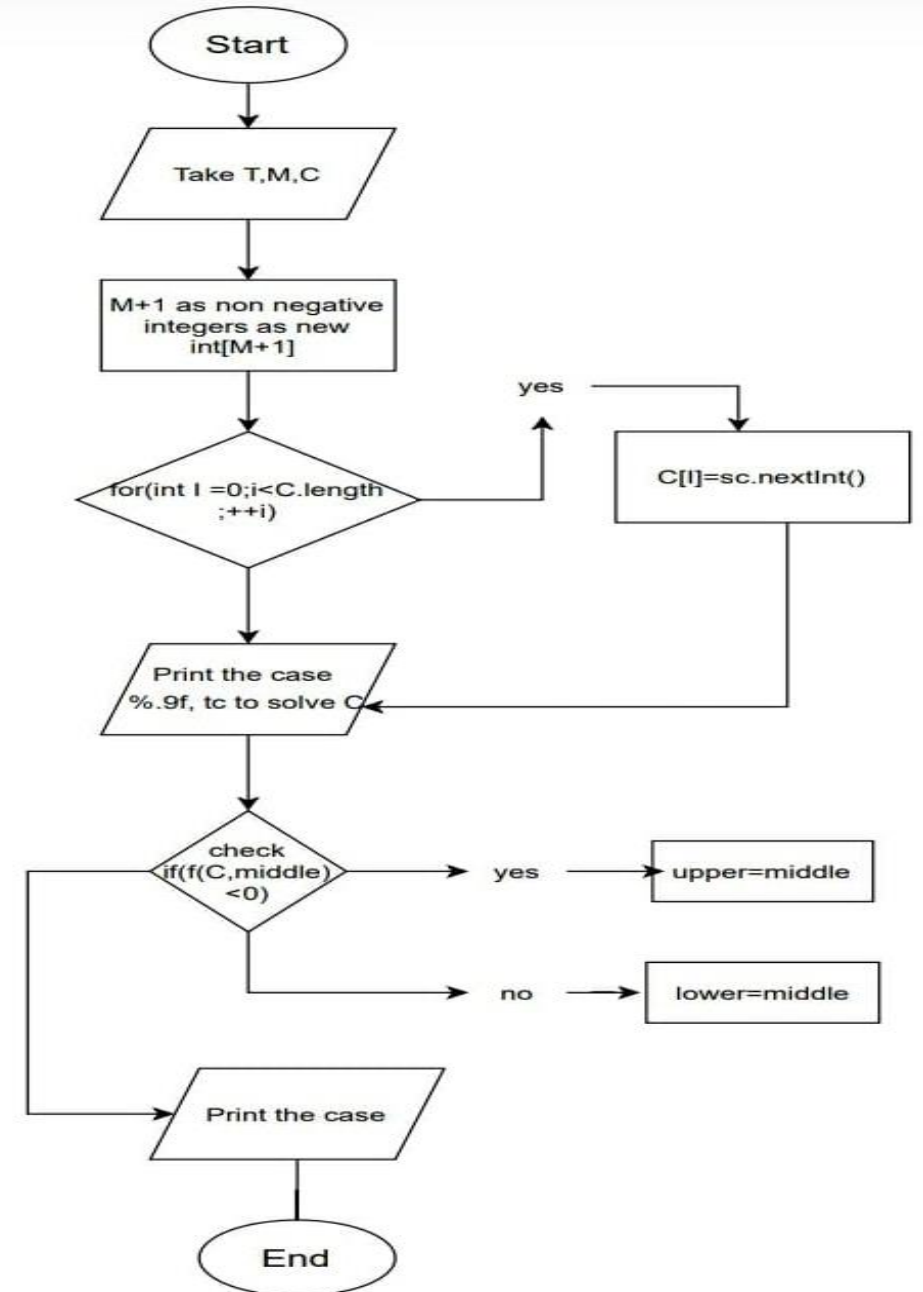 Start
Take T,M,C
M+1 as non negative
integers as new
int[M+1]
yes
for(int I =0;i<C.length
;++i)
C[I]=sc.nextInt()
Print the case
%.9f, tc to solve C
check
if(f(C,middle)
<0)
yes
upper=middle
no
lower=middle
Print the case
End